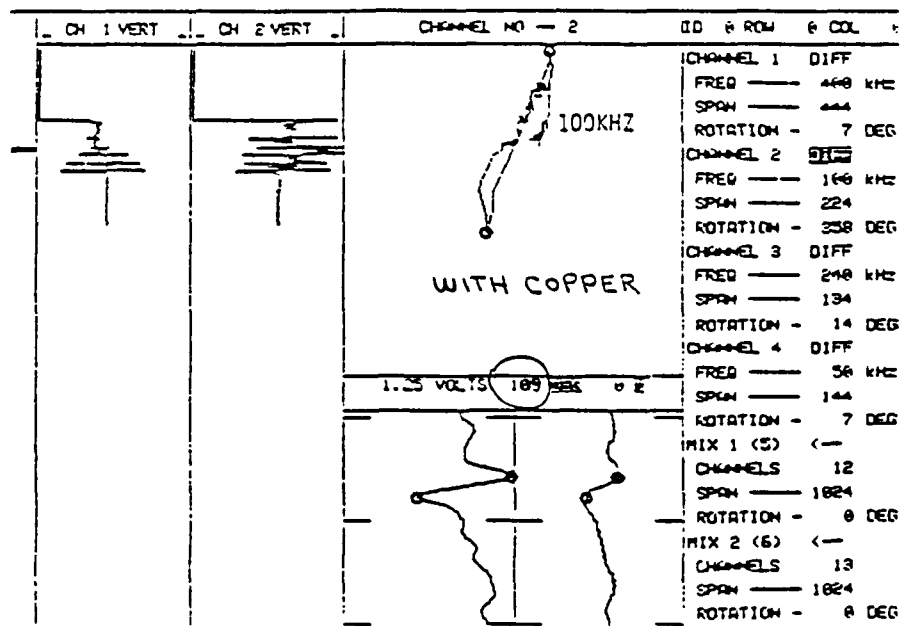 CH 1 VERT
CH 2 VERT
CHANNEL NO — 2
ID 0 ROW 0 COL
100KHZ
WITH COPPER
1.25 VOLTS 109 DEG 0 %
CHANNEL 1 DIFF
FREQ — 400 kHz
SPAN — 444
ROTATION - 7 DEG
CHANNEL 2 DIFF
FREQ — 100 kHz
SPAN — 224
ROTATION - 358 DEG
CHANNEL 3 DIFF
FREQ — 240 kHz
SPAN — 134
ROTATION - 14 DEG
CHANNEL 4 DIFF
FREQ — 50 kHz
SPAN — 144
ROTATION - 7 DEG
MIX 1 (5) <—
CHANNELS 12
SPAN — 1024
ROTATION - 0 DEG
MIX 2 (6) <—
CHANNELS 13
SPAN — 1024
ROTATION - 0 DEG